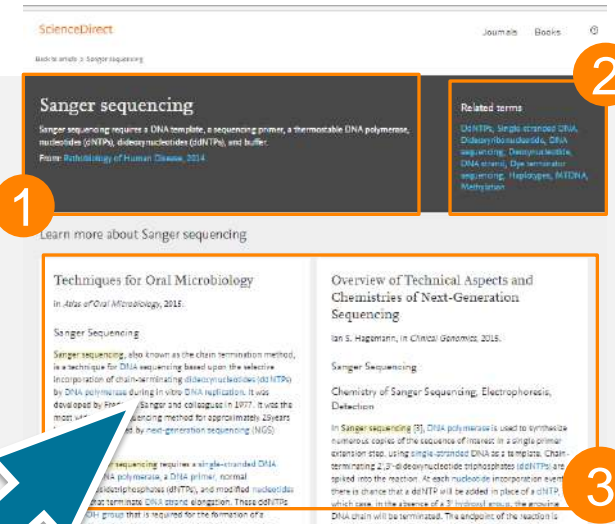 ScienceDirect
Journals Books
Back to article > Sanger sequencing
2
Sanger sequencing
Sanger sequencing requires a DNA template, a sequencing primer, a thermostable DNA polymerase,
nucleotides (dNTPs), dideoxynucleotides (ddNTPs), and buffer.
From: Pathobiology of Human Disease, 2014
Related terms
DdNTPs, Single-stranded DNA,
Dideoxyribonucleotide, DNA
sequencing, Deoxynucleotide,
DNA strand, Dye terminator
sequencing, Haplotypes, MTDNA,
Methylation
1
Learn more about Sanger sequencing
Techniques for Oral Microbiology
In Atlas of Oral Microbiology, 2015.
Sanger Sequencing
Sanger sequencing, also known as the chain termination method,
is a technique for DNA sequencing based upon the selective
incorporation of chain-terminating dideoxynucleotides (ddNTPs)
by DNA polymerase during in vitro DNA replication. It was
developed by Sanger and colleagues in 1977. It was the
most sequencing method for approximately 25years
by next-generation sequencing (NGS)
sequencing requires a single-stranded DNA
DNA polymerase, a DNA primer, normal
(dNTPs), and modified nucleotides
that terminate DNA strand elongation. These ddNTPs
OH group that is required for the formation of a
Overview of Technical Aspects and
Chemistries of Next-Generation
Sequencing
Ian S. Hagemann, in Clinical Genomics, 2015.
Sanger Sequencing
Chemistry of Sanger Sequencing, Electrophoresis,
Detection
In Sanger sequencing [3], DNA polymerase is used to synthesize
numerous copies of the sequence of interest in a single primer
extension step, using single-stranded DNA as a template. Chain-
terminating 2',3'-dideoxynucleotide triphosphates (ddNTPs) are
spiked into the reaction. At each nucleotide incorporation event
there is chance that a ddNTP will be added in place of a dNTP,
which case, in the absence of a 3' hydroxyl group, the growing
DNA chain will be terminated. The endpoint of the reaction is
3